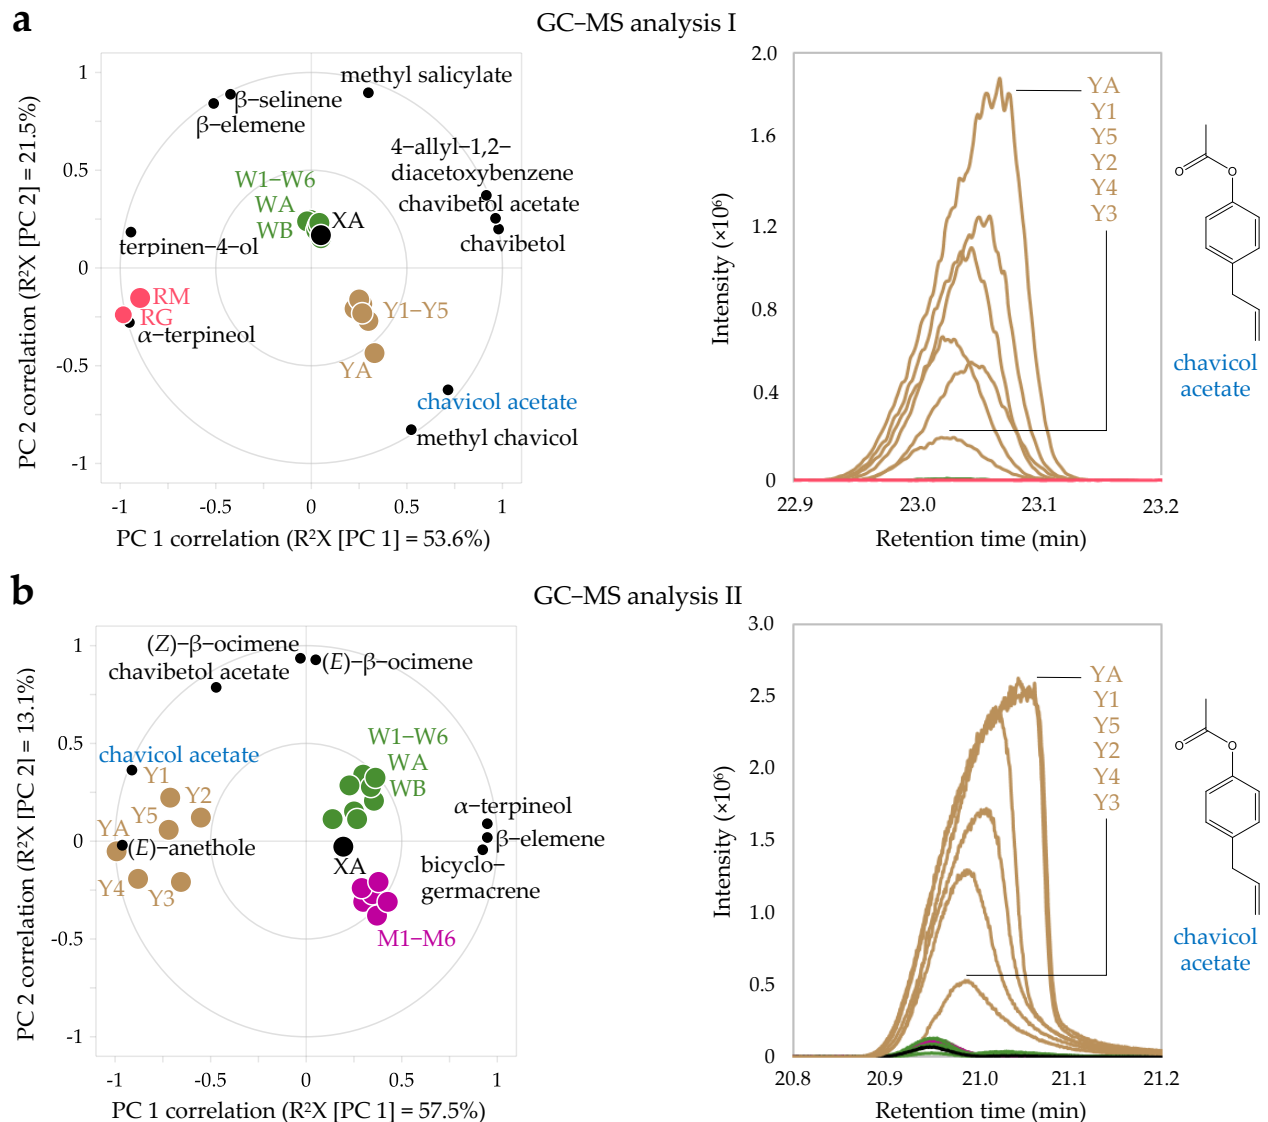 a
GC−MS analysis I
PC 2 correlation (R²X [PC 2] = 21.5%)
1
0.5
0
-0.5
-1
methyl salicylate
β−selinene
β−elemene
4−allyl−1,2−
diacetoxybenzene
W1−W6
WA
WB
XA
chavibetol acetate
chavibetol
terpinen−4−ol
RM
RG
α−terpineol
Y1−Y5
YA
chavicol acetate
methyl chavicol
-1
-0.5
0
0.5
1
PC 1 correlation (R²X [PC 1] = 53.6%)
Intensity (×10⁶)
2.0
1.6
1.2
0.8
0.4
0
YA
Y1
Y5
Y2
Y4
Y3
22.9
23.0
23.1
23.2
Retention time (min)
O
O
chavicol
acetate
b
GC−MS analysis II
PC 2 correlation (R²X [PC 2] = 13.1%)
1
0.5
0
-0.5
-1
(Z)−β−ocimene
(E)−β−ocimene
chavibetol acetate
chavicol acetate
Y1
Y2
Y5
YA
(E)−anethole
Y4
Y3
W1−W6
WA
WB
α−terpineol
β−elemene
XA
bicyclo−
germacrene
M1−M6
-1
-0.5
0
0.5
1
PC 1 correlation (R²X [PC 1] = 57.5%)
Intensity (×10⁶)
3.0
2.5
2.0
1.5
1.0
0.5
0
YA
Y1
Y5
Y2
Y4
Y3
20.8
20.9
21.0
21.1
21.2
Retention time (min)
O
O
chavicol
acetate